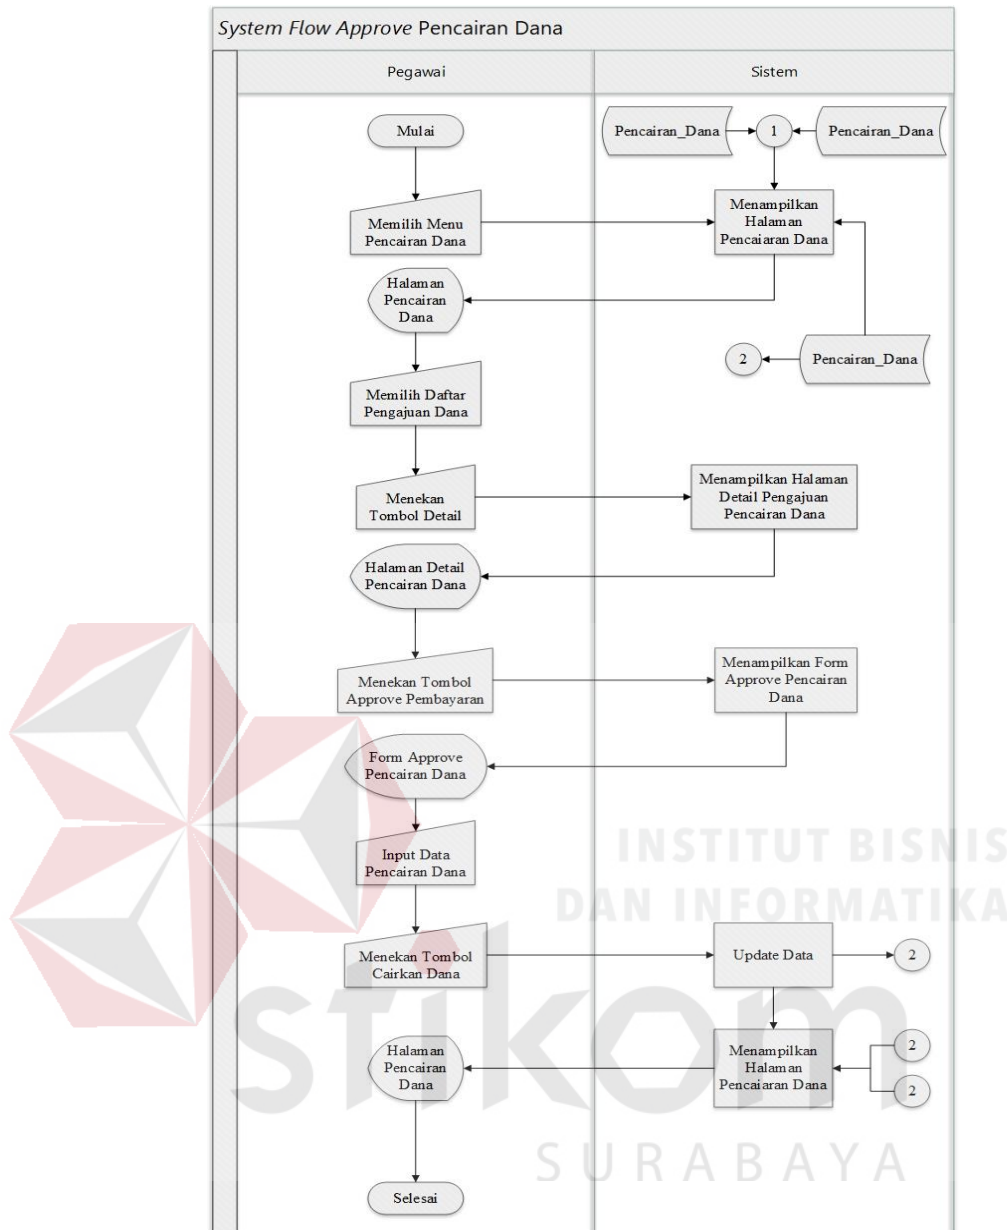 System Flow Approve Pencairan Dana
Pegawai
Sistem
Mulai
Pencairan_Dana
1
Pencairan_Dana
Memilih Menu
Pencairan Dana
Menampilkan
Halaman
Pencaiaran Dana
Halaman
Pencairan
Dana
2
Pencairan_Dana
Memilih Daftar
Pengajuan Dana
Menekan
Tombol Detail
Menampilkan Halaman
Detail Pengajuan
Pencairan Dana
Halaman Detail
Pencairan Dana
Menekan Tombol
Approve Pembayaran
Menampilkan Form
Approve Pencairan
Dana
Form Approve
Pencairan Dana
Input Data
Pencairan Dana
INSTITUT BISNIS
DAN INFORMATIKA
Menekan Tombol
Cairkan Dana
Update Data
2
stikom
Halaman
Pencairan
Dana
Menampilkan
Halaman
Pencaiaran Dana
2
2
SURABAYA
Selesai